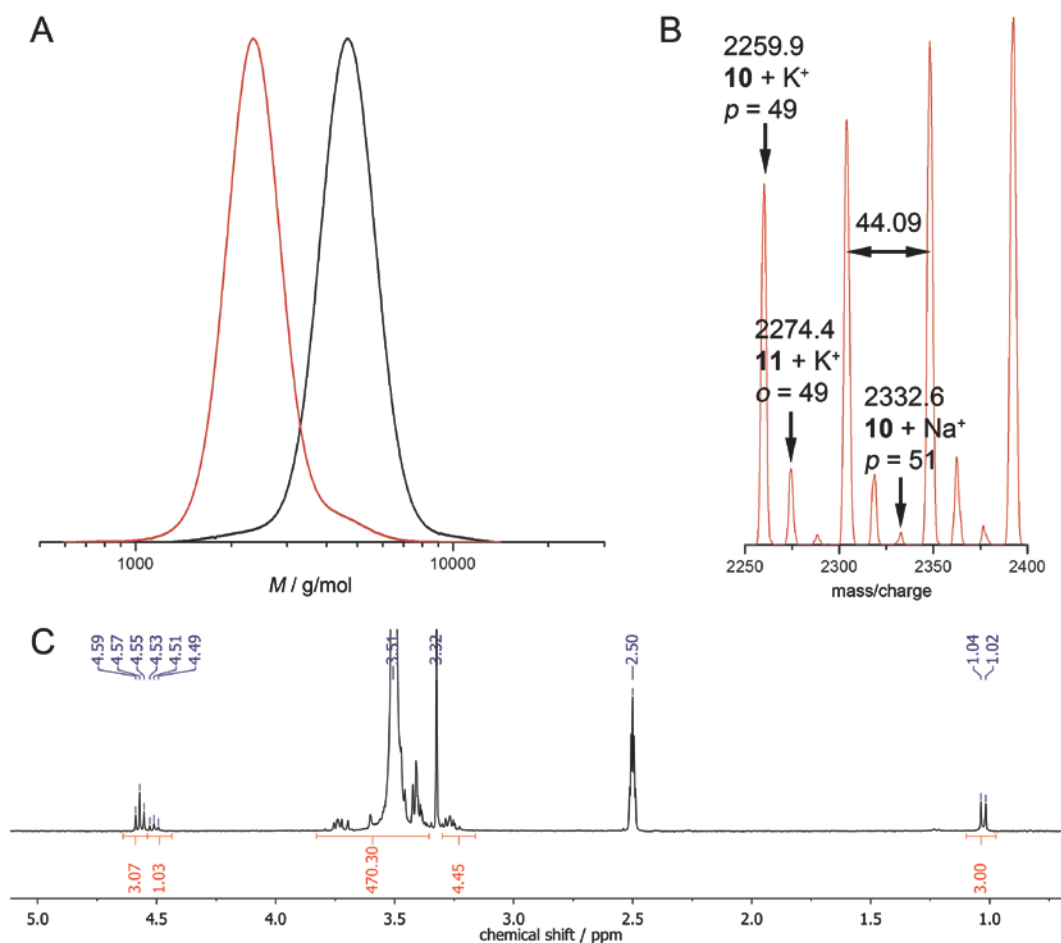 A
1000
10000
M / g/mol
B
2259.9
10 + K⁺
p = 49
44.09
2274.4
11 + K⁺
o = 49
2332.6
10 + Na⁺
p = 51
2250
2300
2350
2400
mass/charge
C
4.59
4.57
4.55
4.53
4.51
4.49
3.51
3.32
2.50
1.04
1.02
3.07
1.03
470.30
4.45
3.00
5.0
4.5
4.0
3.5
3.0
2.5
2.0
1.5
1.0
chemical shift / ppm